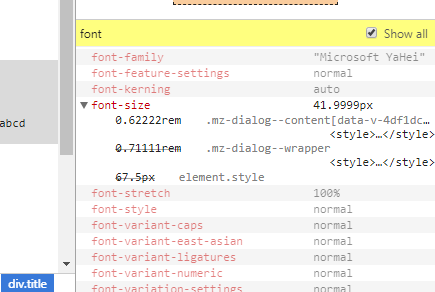 font
Show all
font-family "Microsoft YaHei"
font-feature-settings normal
font-kerning auto
font-size 41.9999px
0.62222rem .mz-dialog--content[data-v-4df1dc…
<style>…</style>
0.71111rem .mz-dialog--wrapper
<style>…</style>
67.5px element.style
font-stretch 100%
font-style normal
font-variant-caps normal
font-variant-east-asian normal
font-variant-ligatures normal
font-variant-numeric normal
font-variation-settings normal
abcd
div.title